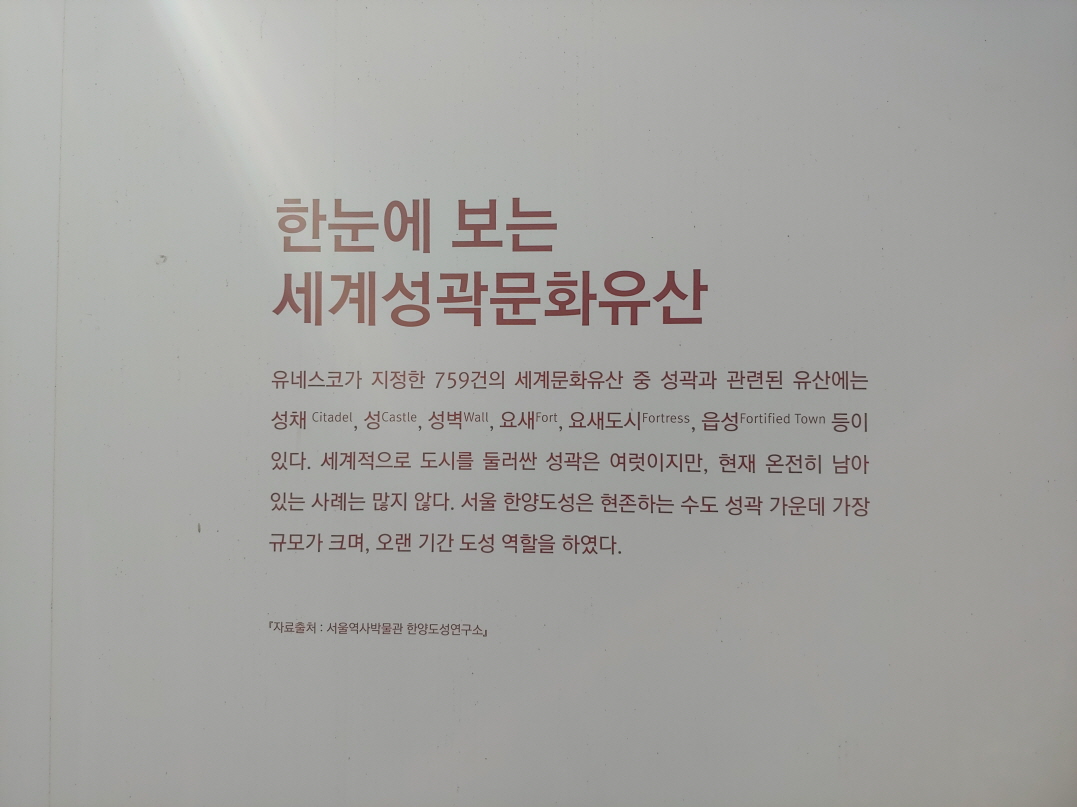 한눈에 보는
세계성곽문화유산
유네스코가 지정한 759건의 세계문화유산 중 성곽과 관련된 유산에는
성채 Citadel, 성Castle, 성벽Wall, 요새Fort, 요새도시Fortress, 읍성Fortified Town 등이
있다. 세계적으로 도시를 둘러싼 성곽은 여럿이지만, 현재 온전히 남아
있는 사례는 많지 않다. 서울 한양도성은 현존하는 수도 성곽 가운데 가장
규모가 크며, 오랜 기간 도성 역할을 하였다.
『자료출처 : 서울역사박물관 한양도성연구소』